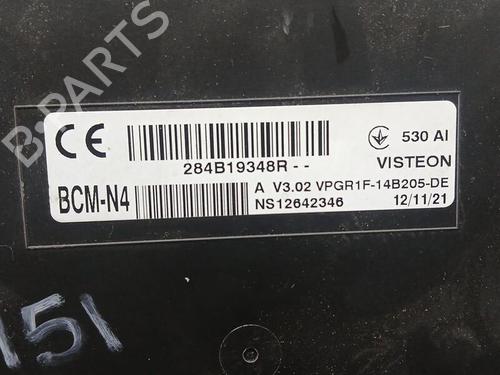 B-PARTS
CE
284B19348R--
530 AI
VISTEON
BCM-N4
A V3.02 VPGR1F-14B205-DE
NS12642346
12/11/21
151